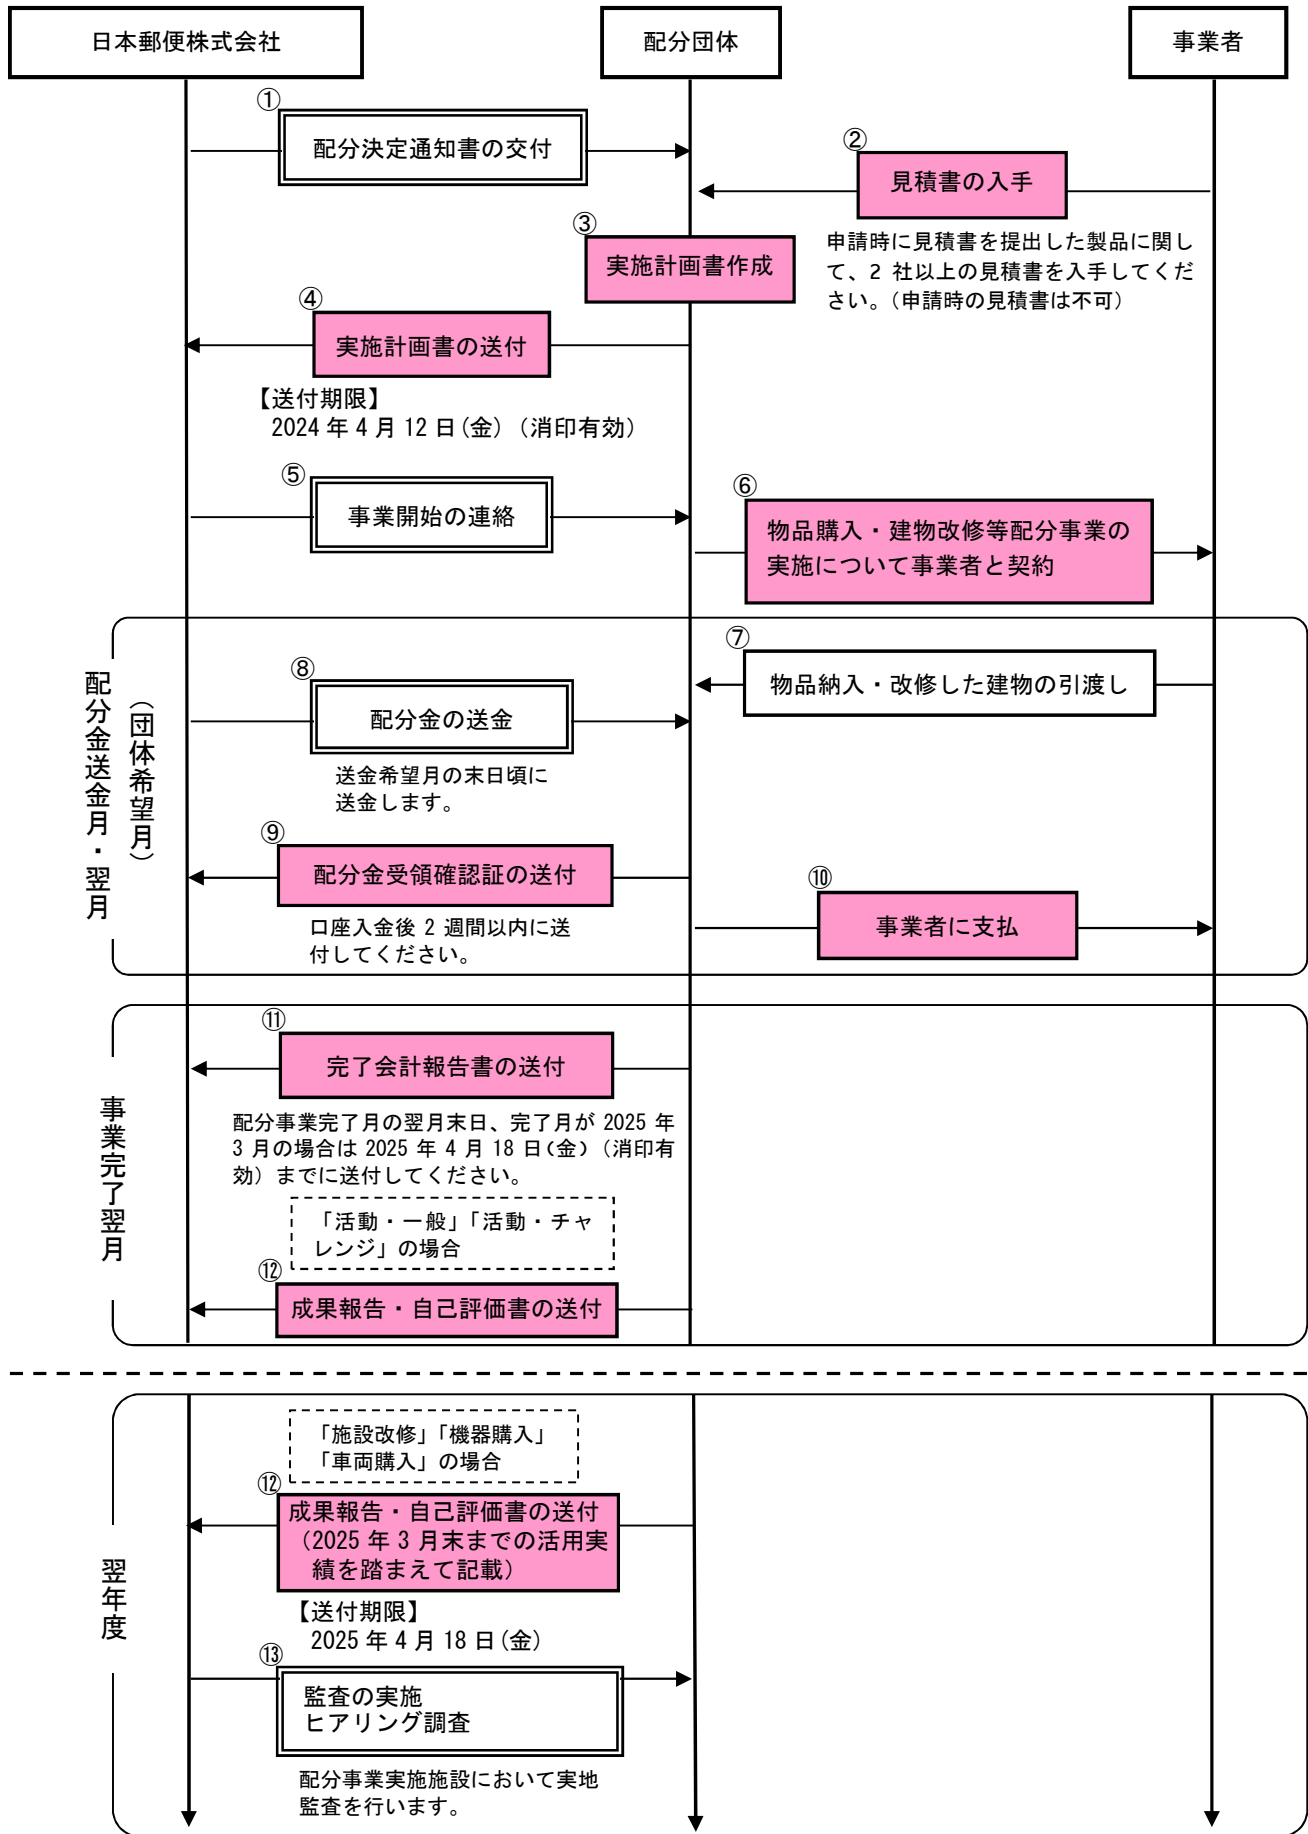 日本郵便株式会社
配分団体
事業者
①
配分決定通知書の交付
②
見積書の入手
申請時に見積書を提出した製品に関し
て、2 社以上の見積書を入手してくだ
さい。（申請時の見積書は不可）
③
実施計画書作成
④
実施計画書の送付
【送付期限】
2024 年 4 月 12 日（金）（消印有効）
⑤
事業開始の連絡
⑥
物品購入・建物改修等配分事業の
実施について事業者と契約
配分金送金月・翌月
（団体希望月）
⑦
物品納入・改修した建物の引渡し
⑧
配分金の送金
送金希望月の末日頃に
送金します。
⑨
配分金受領確認証の送付
口座入金後 2 週間以内に送
付してください。
⑩
事業者に支払
事業完了翌月
⑪
完了会計報告書の送付
配分事業完了月の翌月末日、完了月が 2025 年
3 月の場合は 2025 年 4 月 18 日（金）（消印有
効）までに送付してください。
「活動・一般」「活動・チャ
レンジ」の場合
⑫
成果報告・自己評価書の送付
翌年度
「施設改修」「機器購入」
「車両購入」の場合
⑫
成果報告・自己評価書の送付
（2025 年 3 月末までの活用実
績を踏まえて記載）
【送付期限】
2025 年 4 月 18 日（金）
⑬
監査の実施
ヒアリング調査
配分事業実施施設において実地
監査を行います。